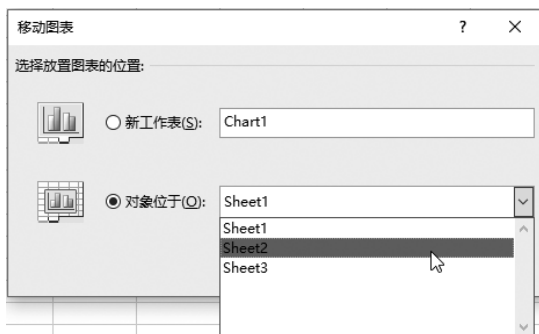 移动图表
?
选择放置图表的位置:
新工作表(S): Chart1
对象位于(O): Sheet1
Sheet1
Sheet2
Sheet3